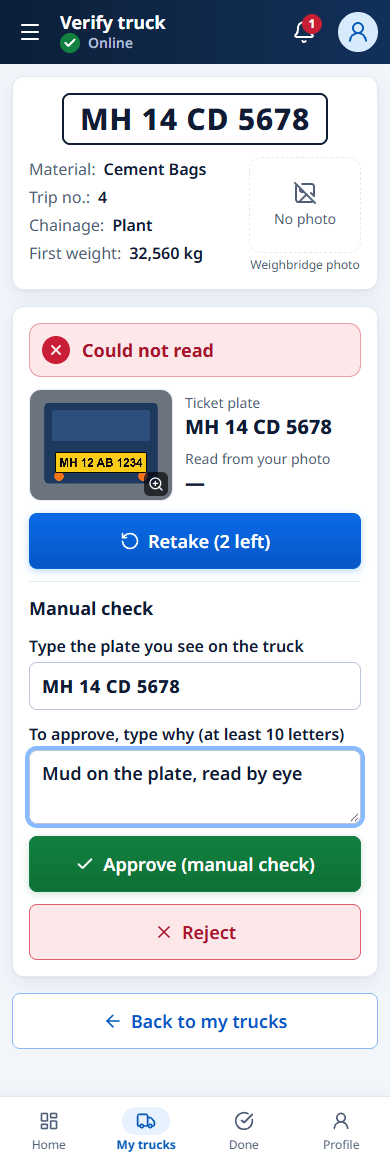 Verify truck
Online
1
MH 14 CD 5678
Material: Cement Bags
Trip no.: 4
Chainage: Plant
First weight: 32,560 kg
No photo
Weighbridge photo
Could not read
MH 12 AB 1234
Ticket plate
MH 14 CD 5678
Read from your photo
—
Retake (2 left)
Manual check
Type the plate you see on the truck
MH 14 CD 5678
To approve, type why (at least 10 letters)
Mud on the plate, read by eye
Approve (manual check)
Reject
Back to my trucks
Home
My trucks
Done
Profile